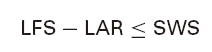 LFS − LAR ≤ SWS